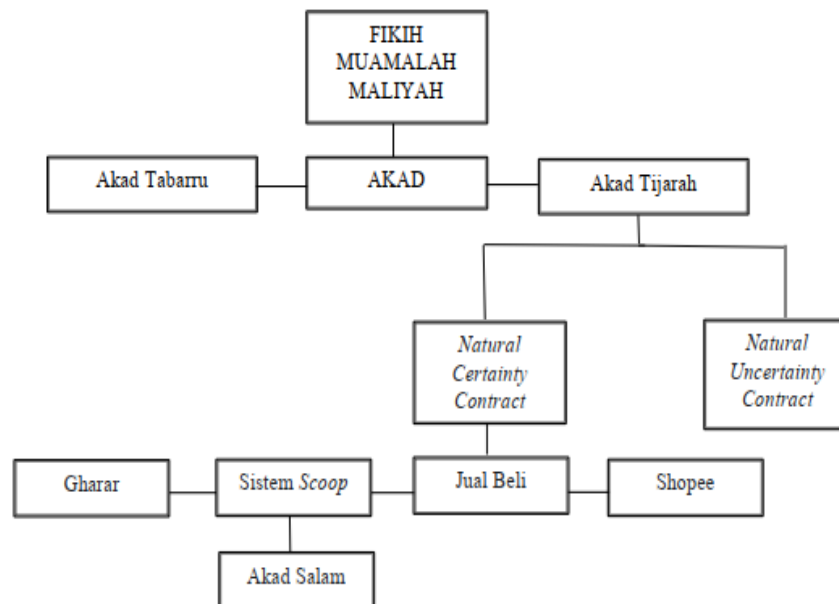 FIKIH
MUAMALAH
MALIYAH
Akad Tabarru
AKAD
Akad Tijarah
Natural
Certainty
Contract
Natural
Uncertainty
Contract
Gharar
Sistem Scoop
Jual Beli
Shopee
Akad Salam